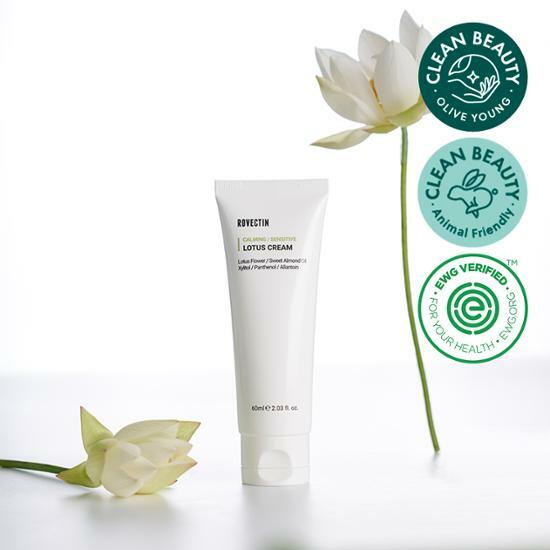 CLEAN BEAUTY
OLIVE YOUNG
CLEAN BEAUTY
Animal Friendly
EWG VERIFIED
TM
FOR YOUR HEALTH • EWG.ORG
ROVECTIN
CALMING / SENSITIVE
LOTUS CREAM
Lotus Flower / Sweet Almond Oil
Xylitol / Panthenol / Allantoin
60ml ℮ 2.03 fl. oz.